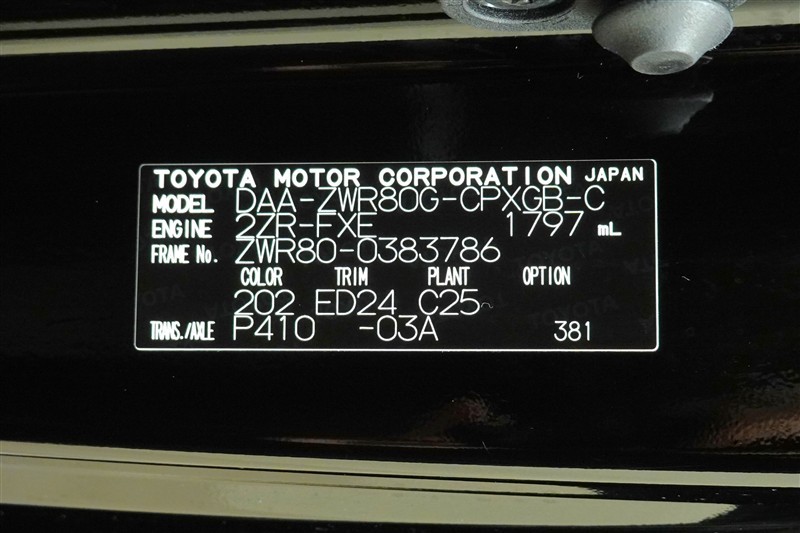 TOYOTA MOTOR CORPORATION JAPAN
MODEL DAA-ZWR80G-CPXGB-C
ENGINE 2ZR-FXE 1797 mL
FRAME No. ZWR80-0383786
COLOR TRIM PLANT OPTION
202 ED24 C25~
TRANS./AXLE P410 -03A 381